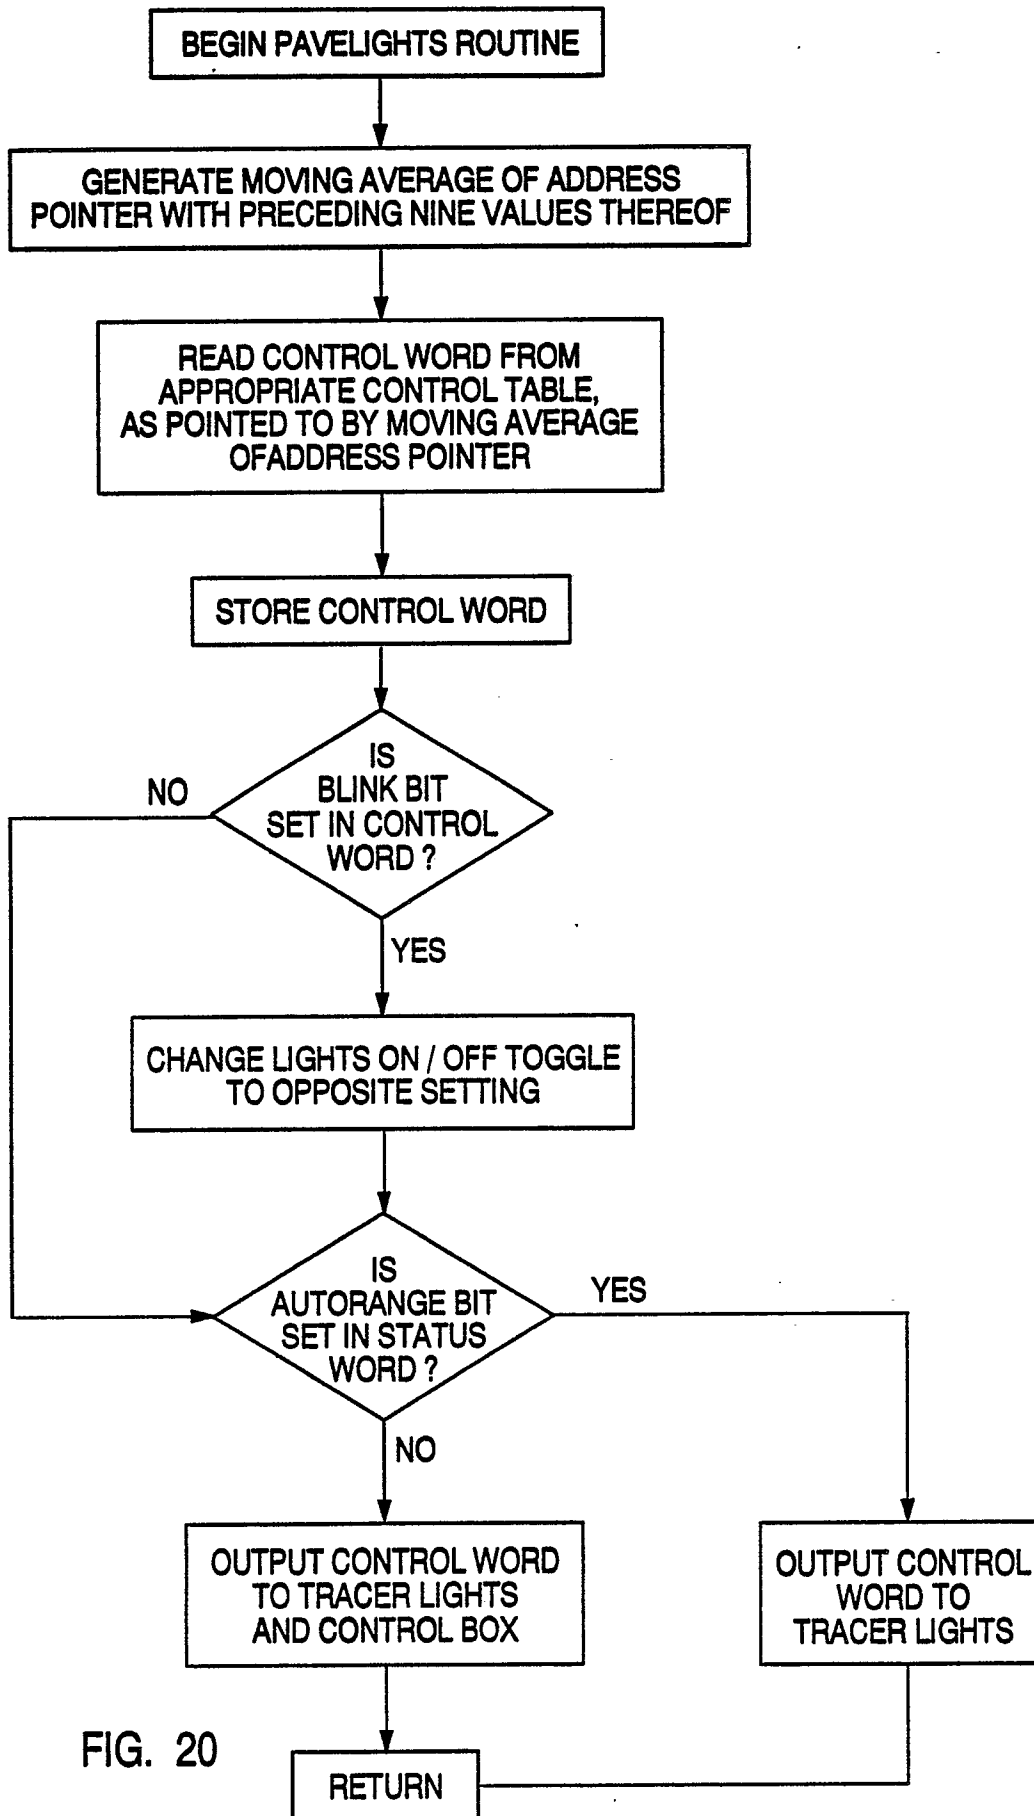 BEGIN PAVELIGHTS ROUTINE
GENERATE MOVING AVERAGE OF ADDRESS
POINTER WITH PRECEDING NINE VALUES THEREOF
READ CONTROL WORD FROM
APPROPRIATE CONTROL TABLE,
AS POINTED TO BY MOVING AVERAGE
OFADDRESS POINTER
STORE CONTROL WORD
IS
BLINK BIT
SET IN CONTROL
WORD ?
NO
YES
CHANGE LIGHTS ON / OFF TOGGLE
TO OPPOSITE SETTING
IS
AUTORANGE BIT
SET IN STATUS
WORD ?
YES
NO
OUTPUT CONTROL WORD
TO TRACER LIGHTS
AND CONTROL BOX
OUTPUT CONTROL
WORD TO
TRACER LIGHTS
RETURN
FIG. 20